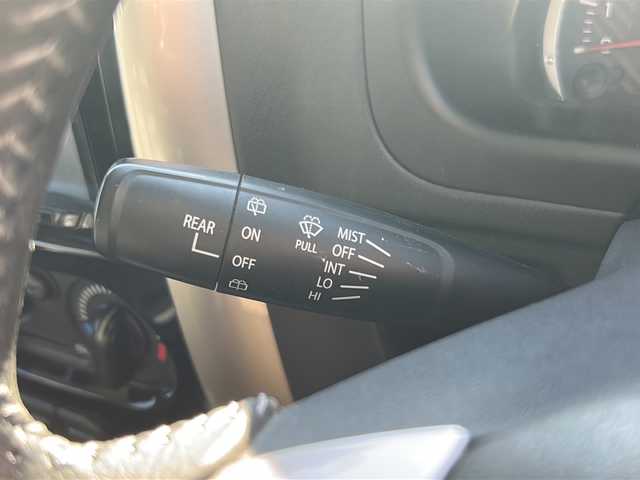 REAR
ON
OFF
PULL
MIST
OFF
INT
LO
HI